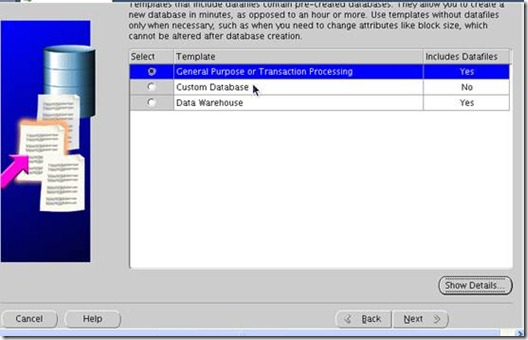 Templates that include datafiles contain pre-created databases. They allow you to create a
new database in minutes, as opposed to an hour or more. Use templates without datafiles
only when necessary, such as when you need to change attributes like block size, which
cannot be altered after database creation.
Select Template Includes Datafiles
General Purpose or Transaction Processing Yes
Custom Database No
Data Warehouse Yes
Show Details...
Cancel Help Back Next